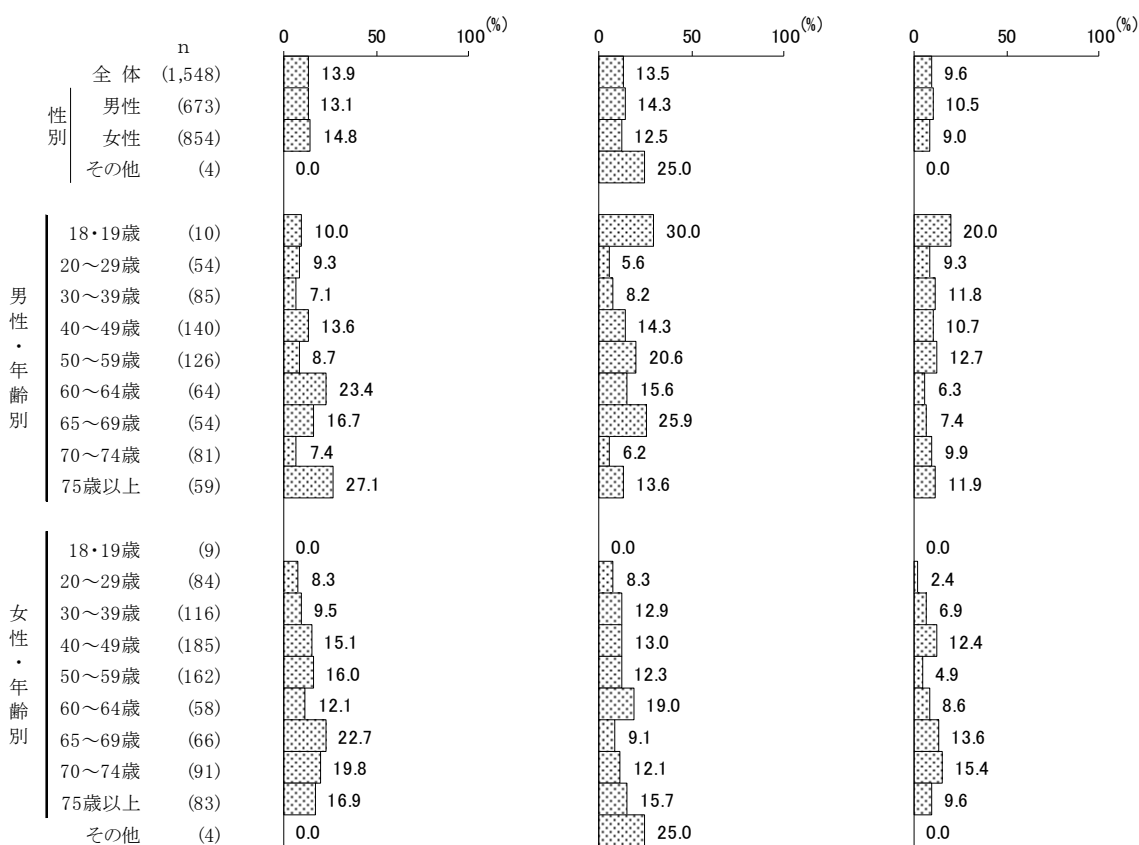 0 50 100 (%) 0 50 100 (%) 0 50 100 (%)
n
全 体 (1,548) 13.9 13.5 9.6
性別
男性 (673) 13.1 14.3 10.5
女性 (854) 14.8 12.5 9.0
その他 (4) 0.0 25.0 0.0
男性・年齢別
18・19歳 (10) 10.0 30.0 20.0
20～29歳 (54) 9.3 5.6 9.3
30～39歳 (85) 7.1 8.2 11.8
40～49歳 (140) 13.6 14.3 10.7
50～59歳 (126) 8.7 20.6 12.7
60～64歳 (64) 23.4 15.6 6.3
65～69歳 (54) 16.7 25.9 7.4
70～74歳 (81) 7.4 6.2 9.9
75歳以上 (59) 27.1 13.6 11.9
女性・年齢別
18・19歳 (9) 0.0 0.0 0.0
20～29歳 (84) 8.3 8.3 2.4
30～39歳 (116) 9.5 12.9 6.9
40～49歳 (185) 15.1 13.0 12.4
50～59歳 (162) 16.0 12.3 4.9
60～64歳 (58) 12.1 19.0 8.6
65～69歳 (66) 22.7 9.1 13.6
70～74歳 (91) 19.8 12.1 15.4
75歳以上 (83) 16.9 15.7 9.6
その他 (4) 0.0 25.0 0.0